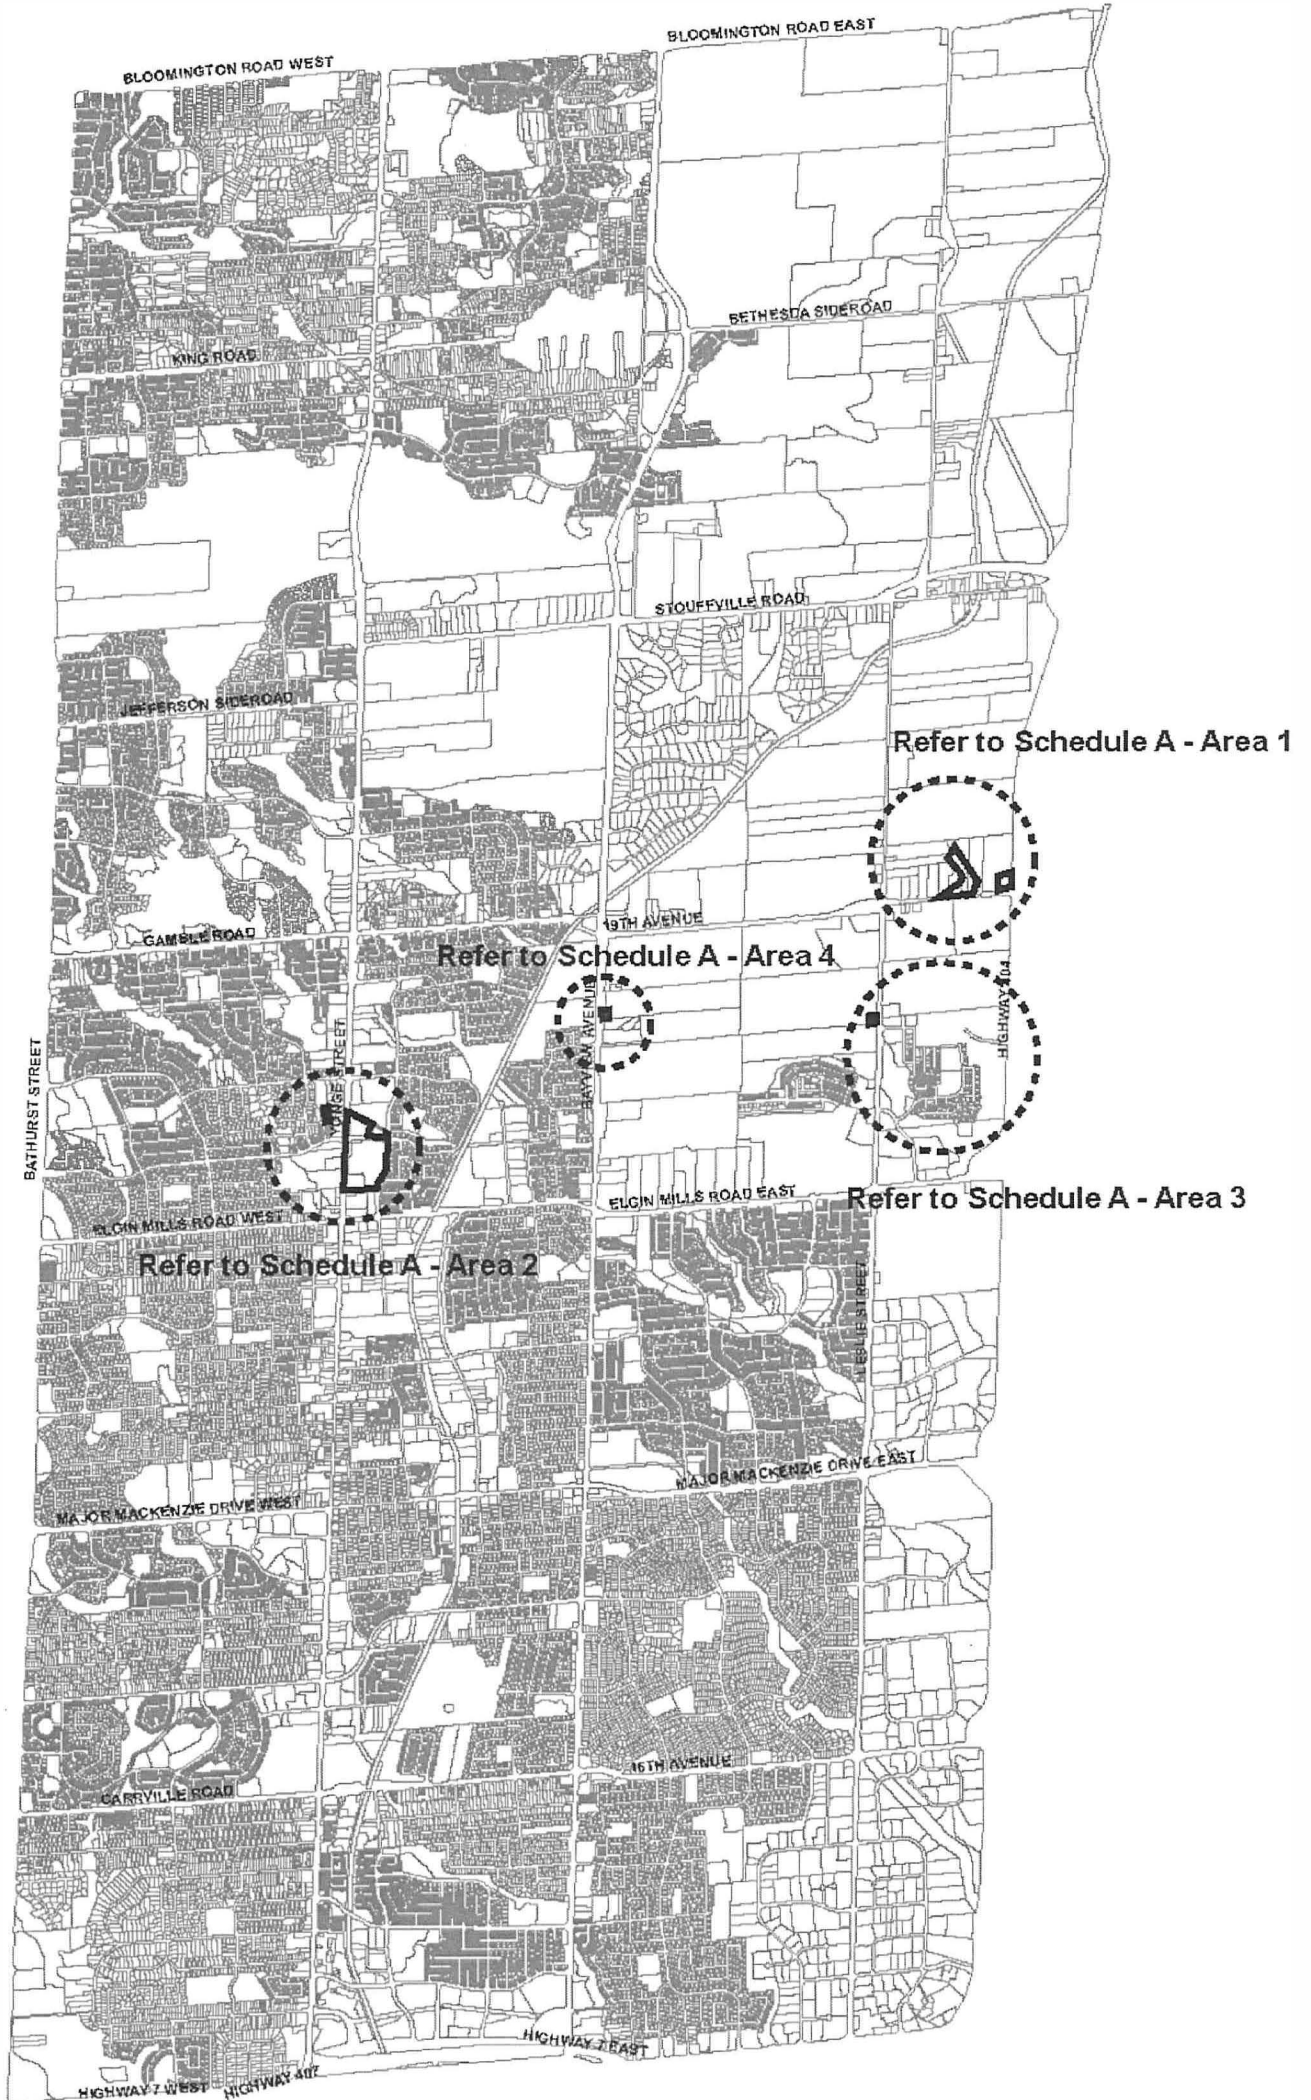 BLOOMINGTON ROAD EAST
BLOOMINGTON ROAD WEST
BETHESDA SIDEROAD
KING ROAD
STOUFFVILLE ROAD
JEFFERSON SIDEROAD
Refer to Schedule A - Area 1
19TH AVENUE
GAMBLE ROAD
Refer to Schedule A - Area 4
HIGHWAY 404
BAYVIEW AVENUE
YONGE STREET
BATHURST STREET
ELGIN MILLS ROAD EAST
Refer to Schedule A - Area 3
ELGIN MILLS ROAD WEST
Refer to Schedule A - Area 2
LESLIE STREET
MAJOR MACKENZIE DRIVE EAST
MAJOR MACKENZIE DRIVE WEST
16TH AVENUE
CARRVILLE ROAD
HIGHWAY 7 EAST
HIGHWAY 7 WEST
HIGHWAY 407